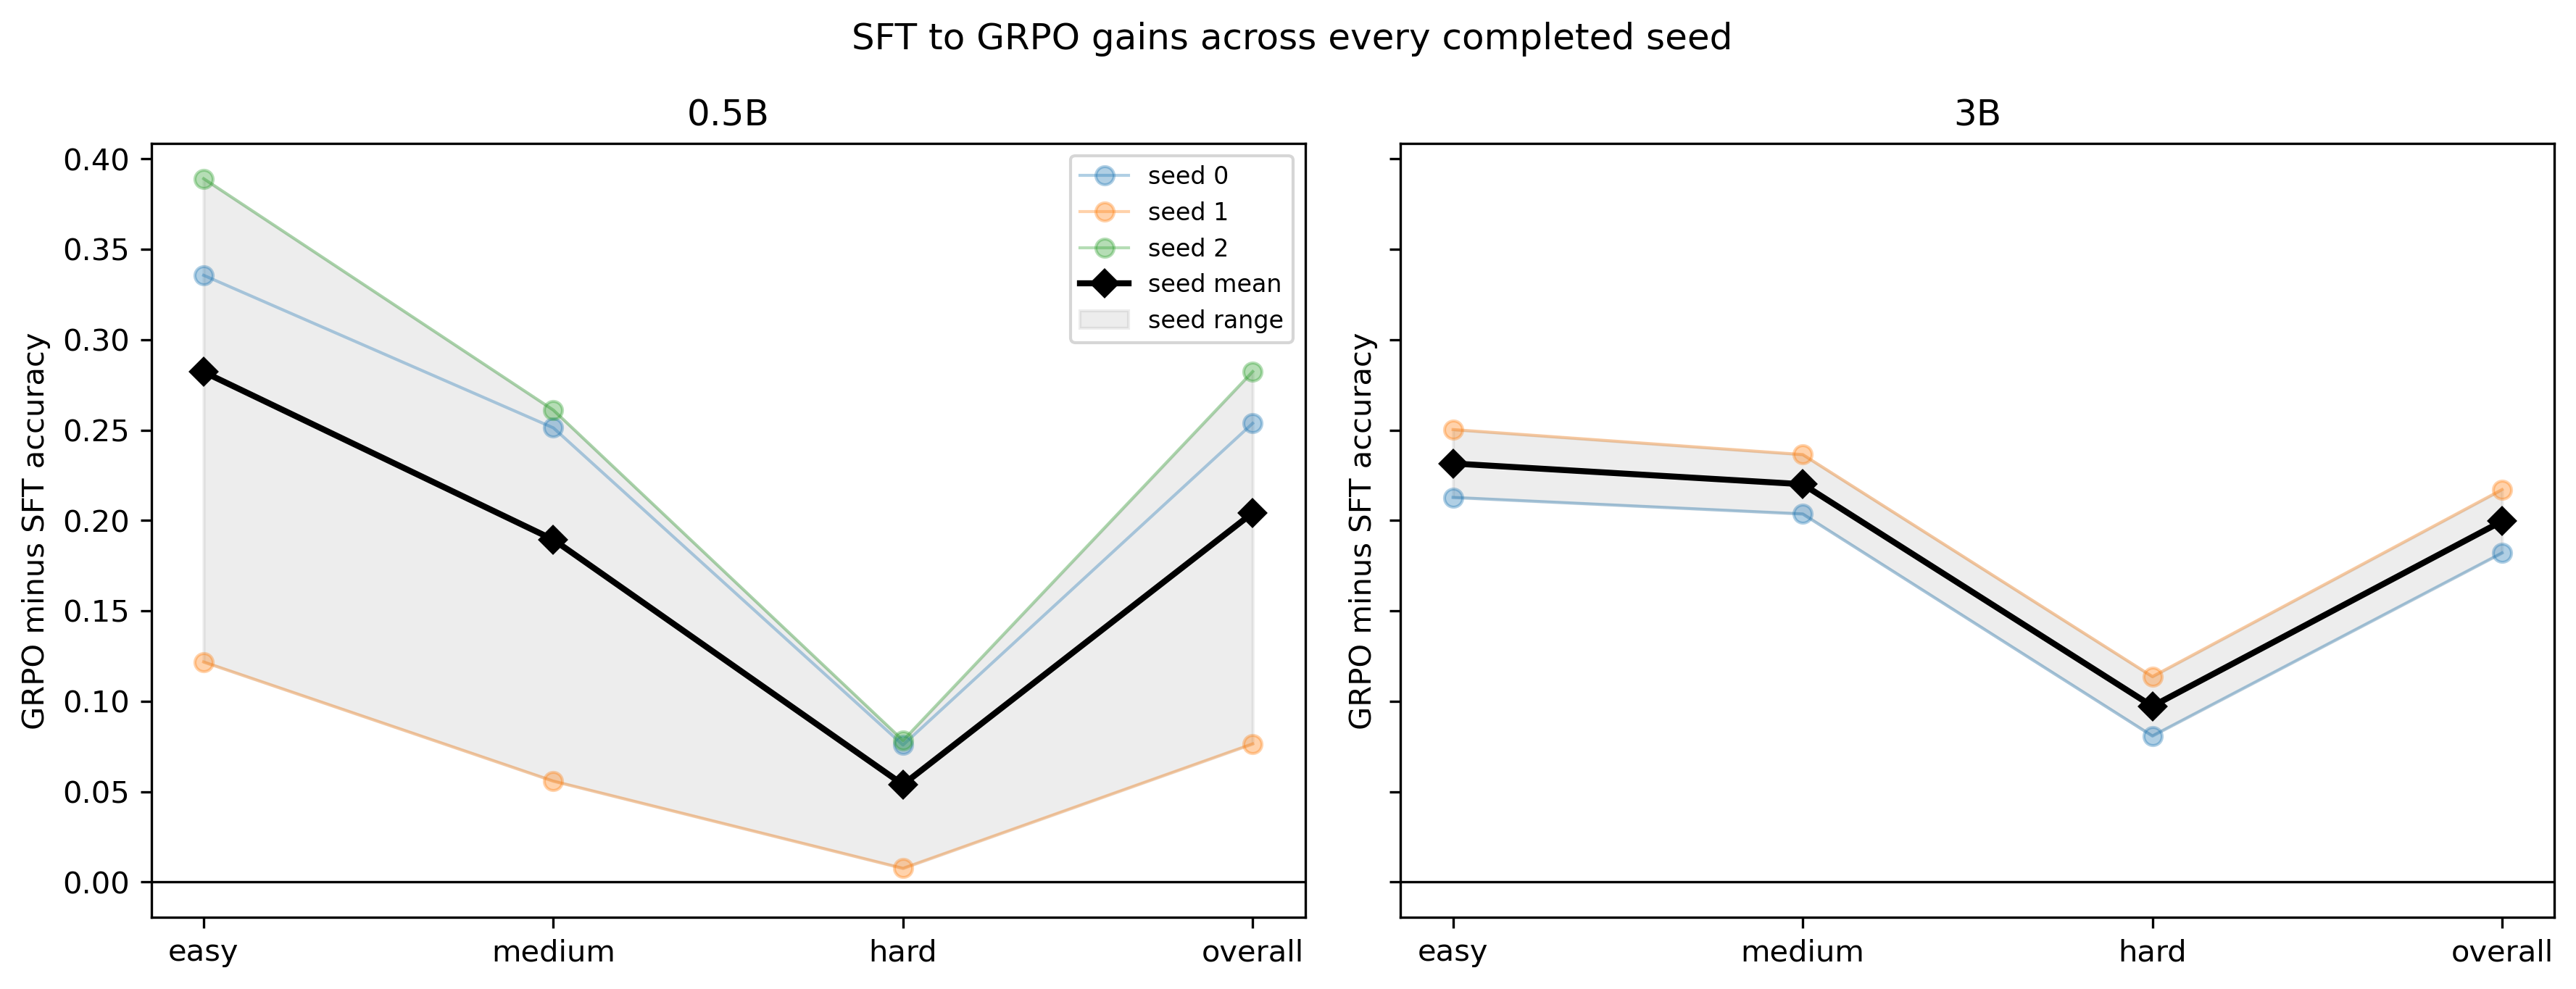 SFT to GRPO gains across every completed seed
0.5B
GRPO minus SFT accuracy
0.40
0.35
0.30
0.25
0.20
0.15
0.10
0.05
0.00
seed 0
seed 1
seed 2
seed mean
seed range
easy
medium
hard
overall
3B
GRPO minus SFT accuracy
easy
medium
hard
overall